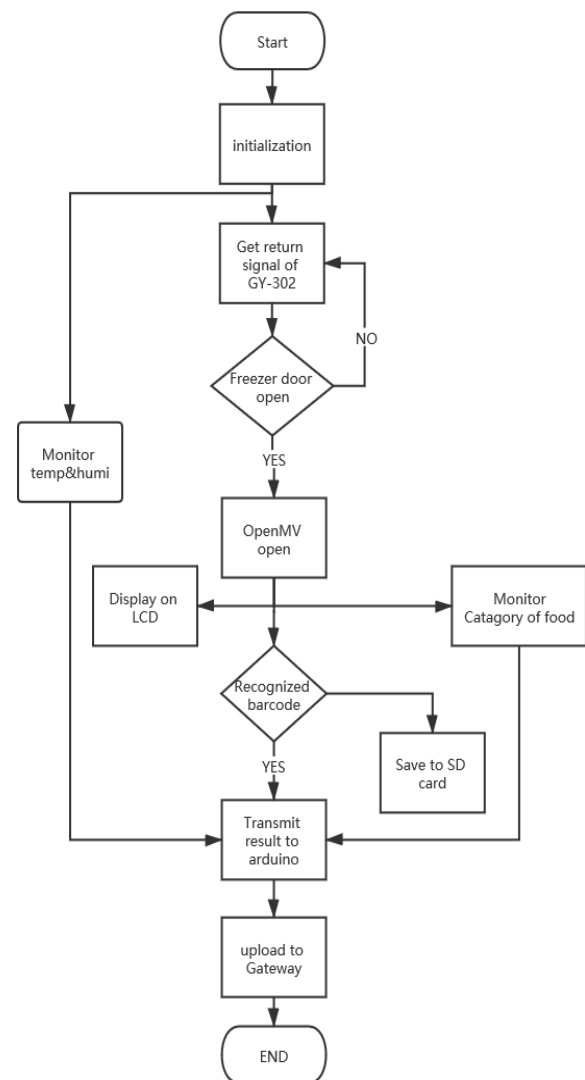 Start
initialization
Get return
signal of
GY-302
NO
Freezer door
open
Monitor
temp&humi
YES
OpenMV
open
Display on
LCD
Monitor
Catagory of food
Recognized
barcode
Save to SD
card
YES
Transmit
result to
arduino
upload to
Gateway
END